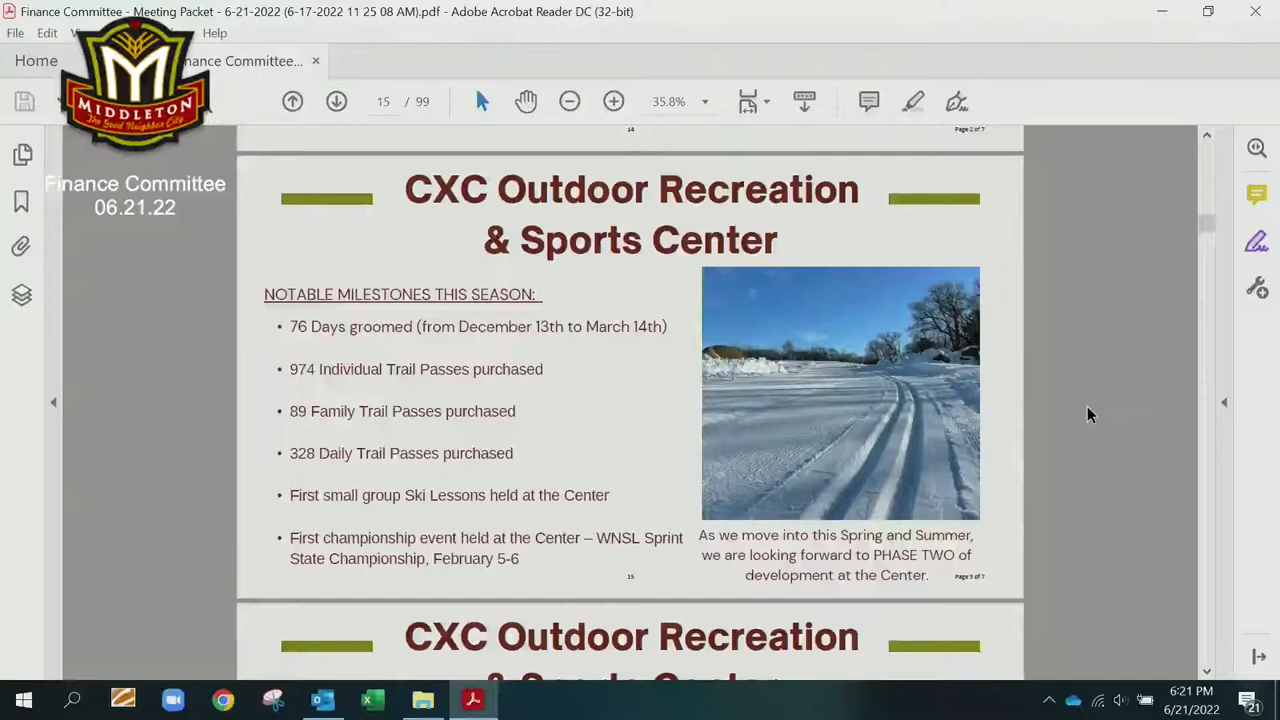 Finance Committee - Meeting Packet - 6-21-2022 (6-17-2022 11 25 08 AM).pdf - Adobe Acrobat Reader DC (32-bit)
File Edit Help
Home nance Committee... ×
MIDDLETON
The Good Neighbor City
15 / 99 35.8%
14 Page 2 of 7
Finance Committee
06.21.22
CXC Outdoor Recreation
& Sports Center
NOTABLE MILESTONES THIS SEASON:
• 76 Days groomed (from December 13th to March 14th)
• 974 Individual Trail Passes purchased
• 89 Family Trail Passes purchased
• 328 Daily Trail Passes purchased
• First small group Ski Lessons held at the Center
• First championship event held at the Center – WNSL Sprint
State Championship, February 5-6
As we move into this Spring and Summer,
we are looking forward to PHASE TWO of
development at the Center.
15 Page 3 of 7
CXC Outdoor Recreation
& Sports Center
6:21 PM
6/21/2022
21